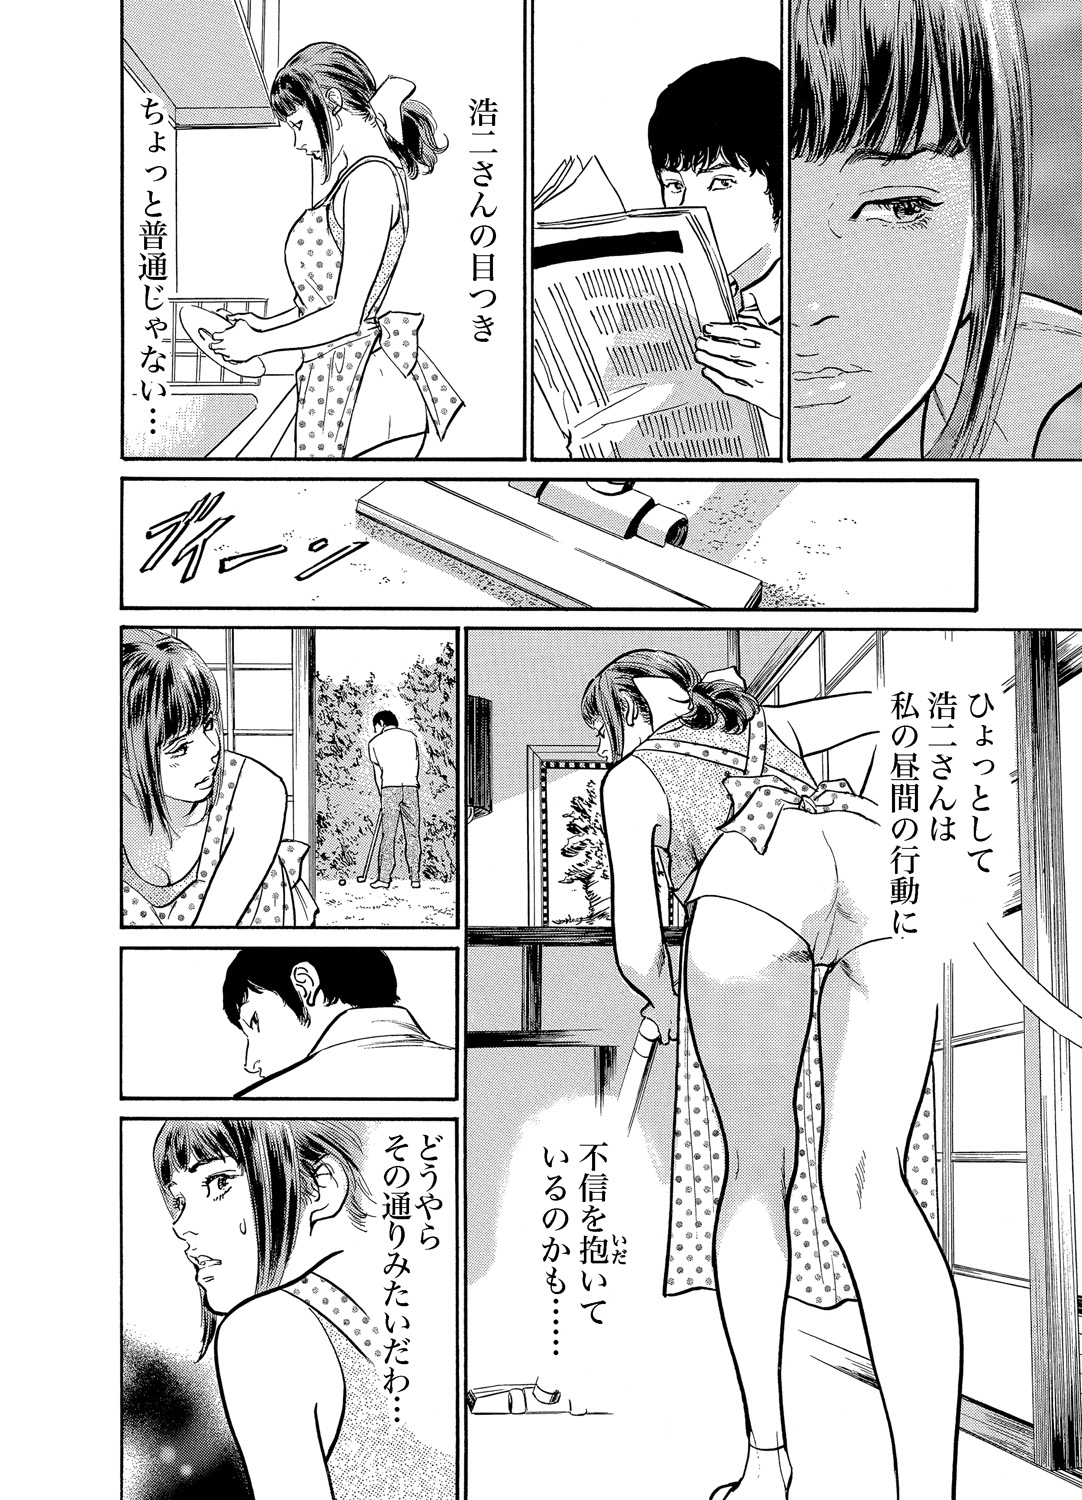 浩二さんの目つき
ちょっと普通じゃない…
ブイーン
ひょっとして
浩二さんは
私の昼間の行動に
不信を抱いて
いだ
いるのかも……
どうやら
その通りみたいだわ…